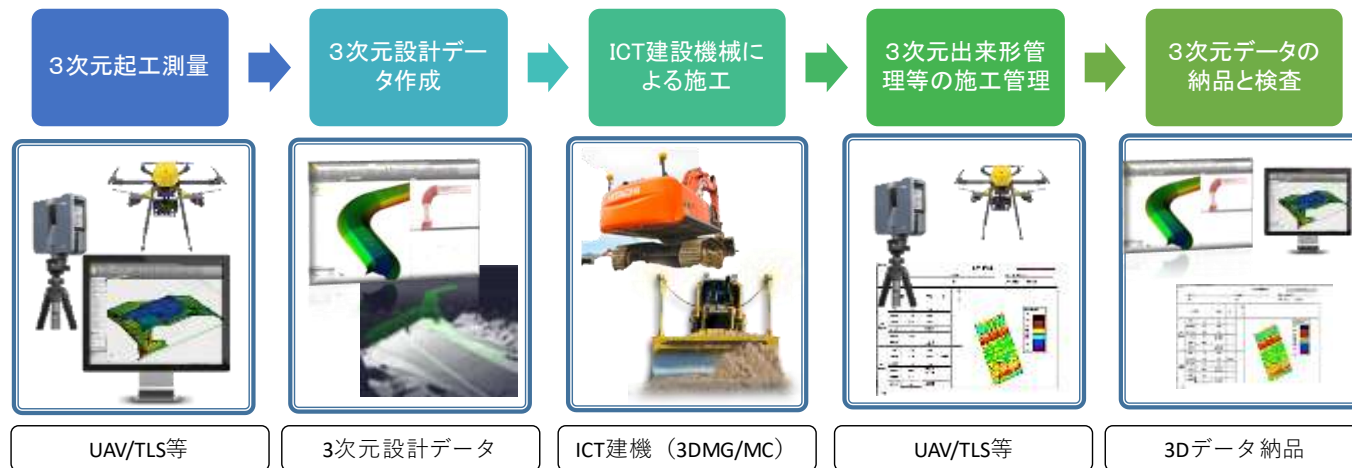 3次元起工測量
3次元設計デー
タ作成
ICT建設機械に
よる施工
3次元出来形管
理等の施工管理
3次元データの
納品と検査
HITACHI
UAV/TLS等
3次元設計データ
ICT建機（3DMG/MC）
UAV/TLS等
3Dデータ納品